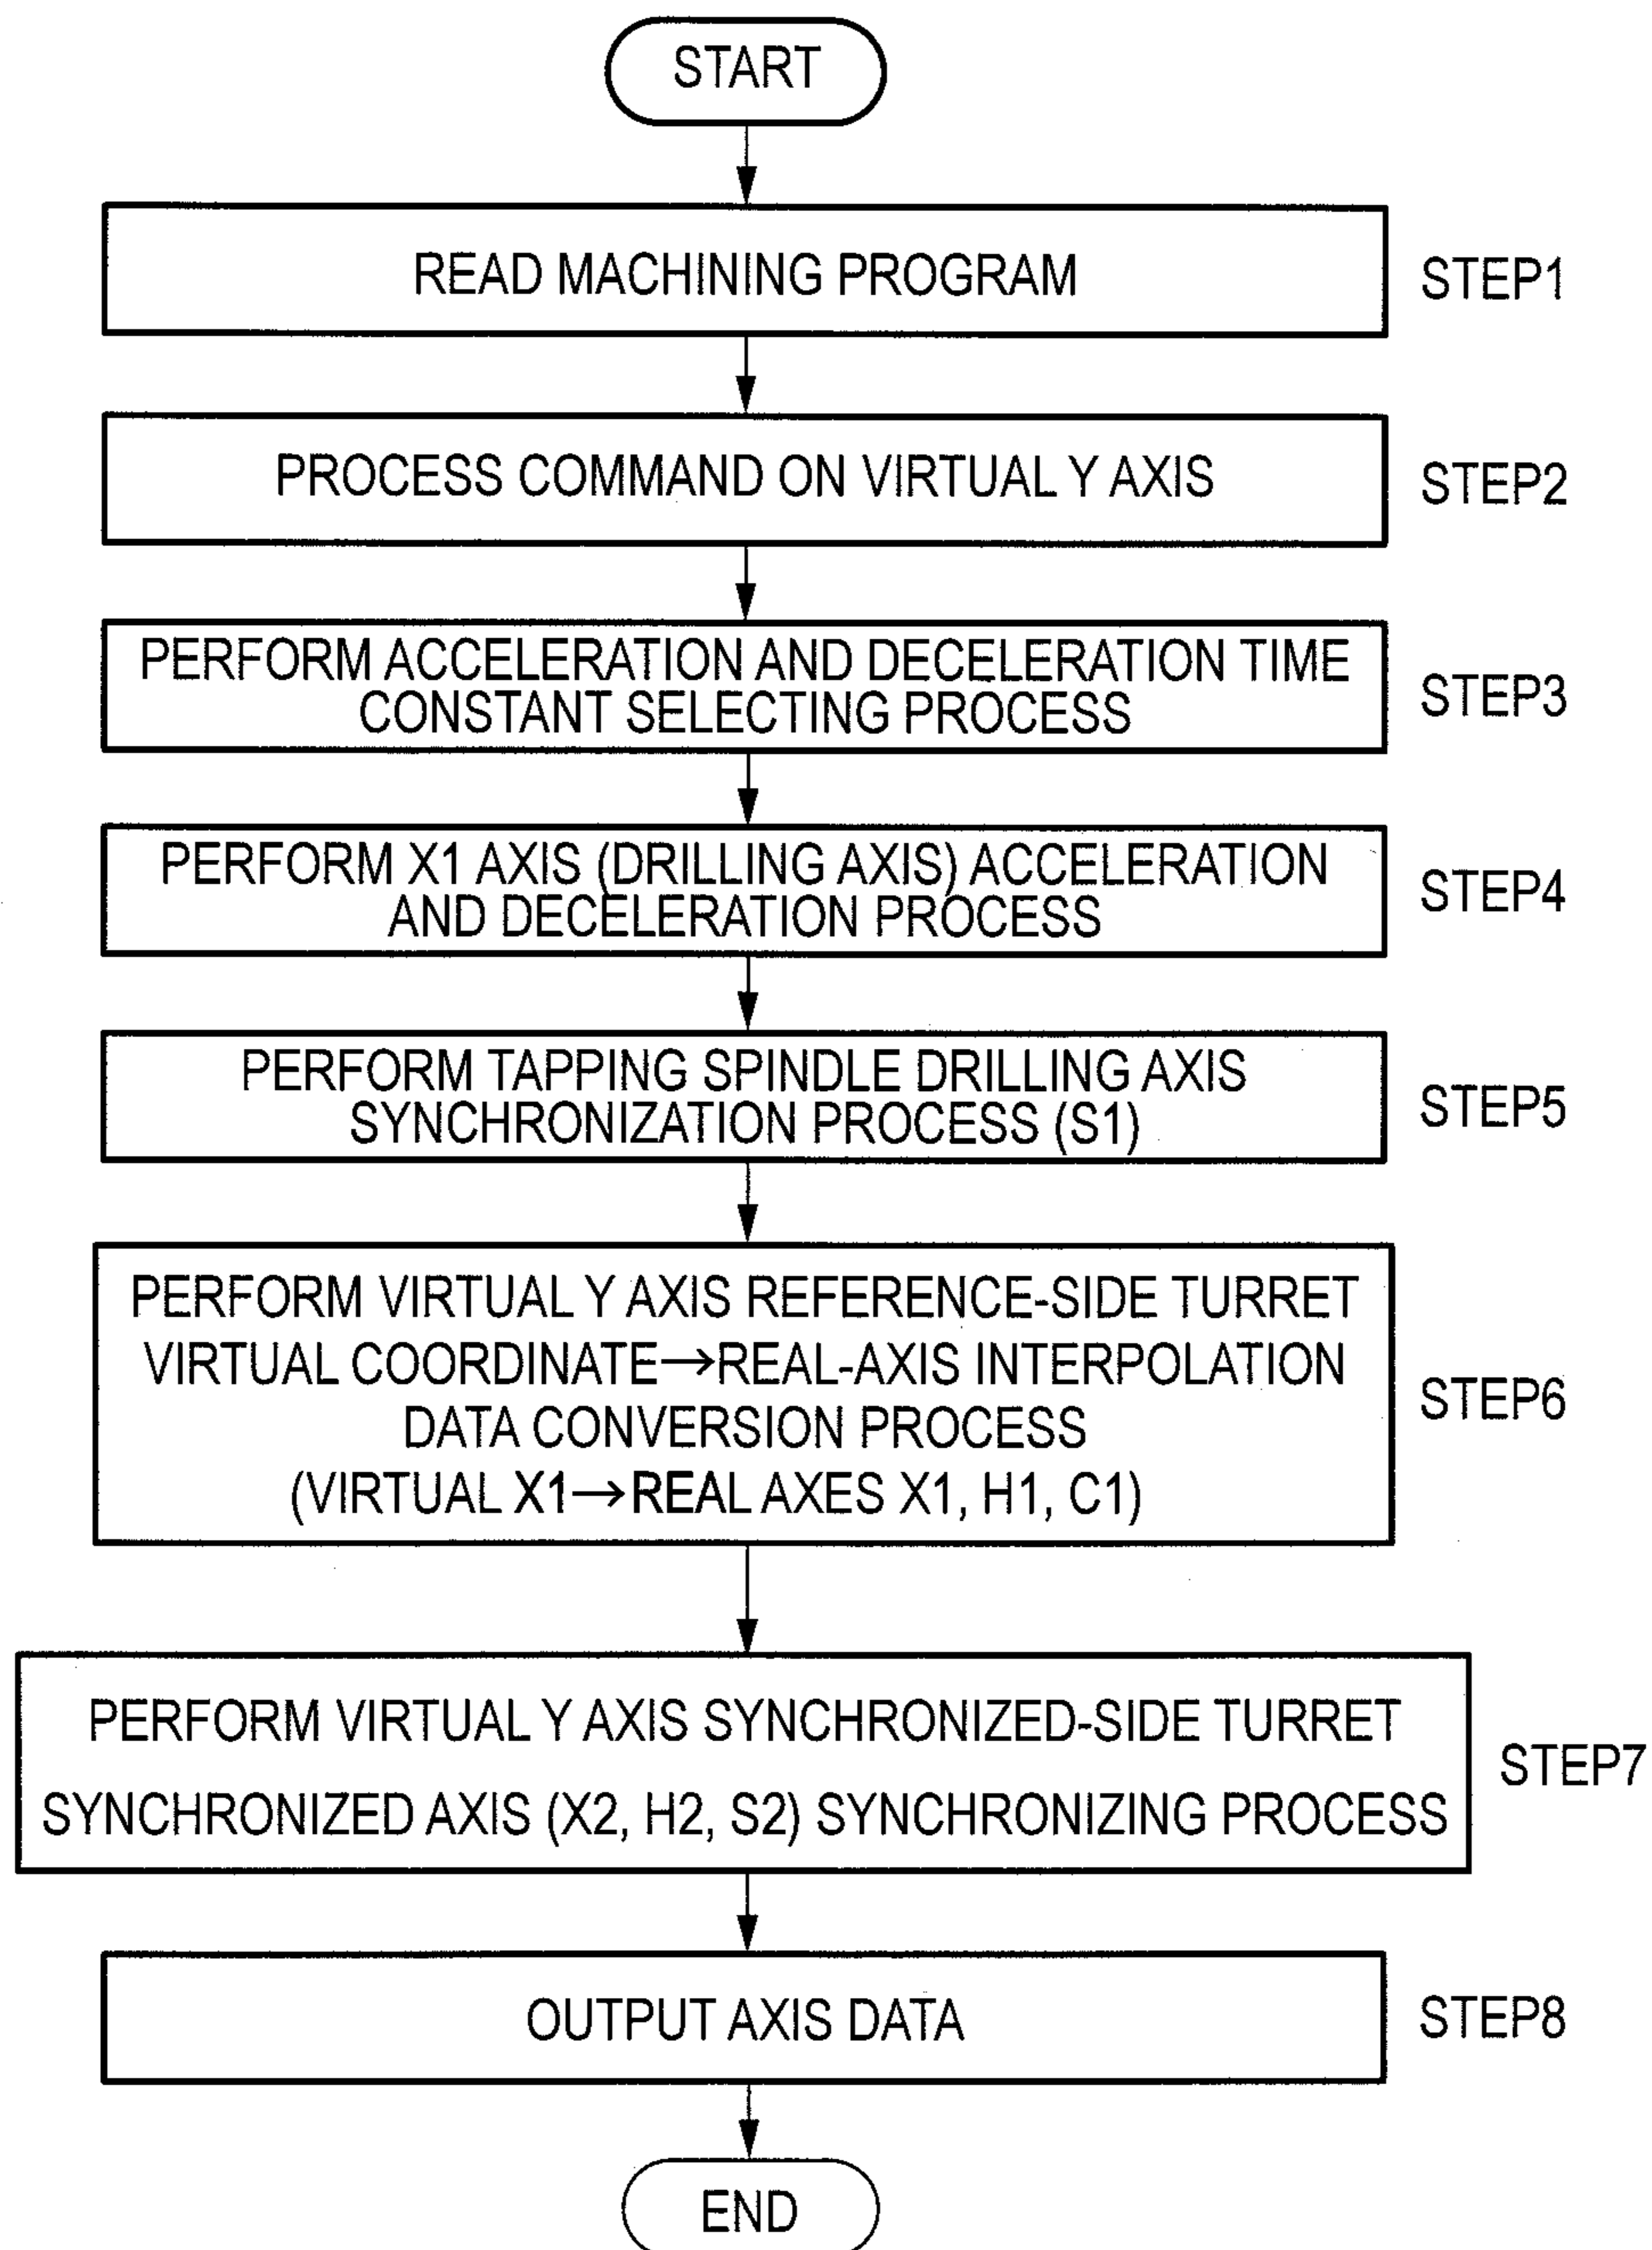 START
READ MACHINING PROGRAM
STEP1
PROCESS COMMAND ON VIRTUAL Y AXIS
STEP2
PERFORM ACCELERATION AND DECELERATION TIME
CONSTANT SELECTING PROCESS
STEP3
PERFORM X1 AXIS (DRILLING AXIS) ACCELERATION
AND DECELERATION PROCESS
STEP4
PERFORM TAPPING SPINDLE DRILLING AXIS
SYNCHRONIZATION PROCESS (S1)
STEP5
PERFORM VIRTUAL Y AXIS REFERENCE-SIDE TURRET
VIRTUAL COORDINATE→REAL-AXIS INTERPOLATION
DATA CONVERSION PROCESS
(VIRTUAL X1→REAL AXES X1, H1, C1)
STEP6
PERFORM VIRTUAL Y AXIS SYNCHRONIZED-SIDE TURRET
SYNCHRONIZED AXIS (X2, H2, S2) SYNCHRONIZING PROCESS
STEP7
OUTPUT AXIS DATA
STEP8
END